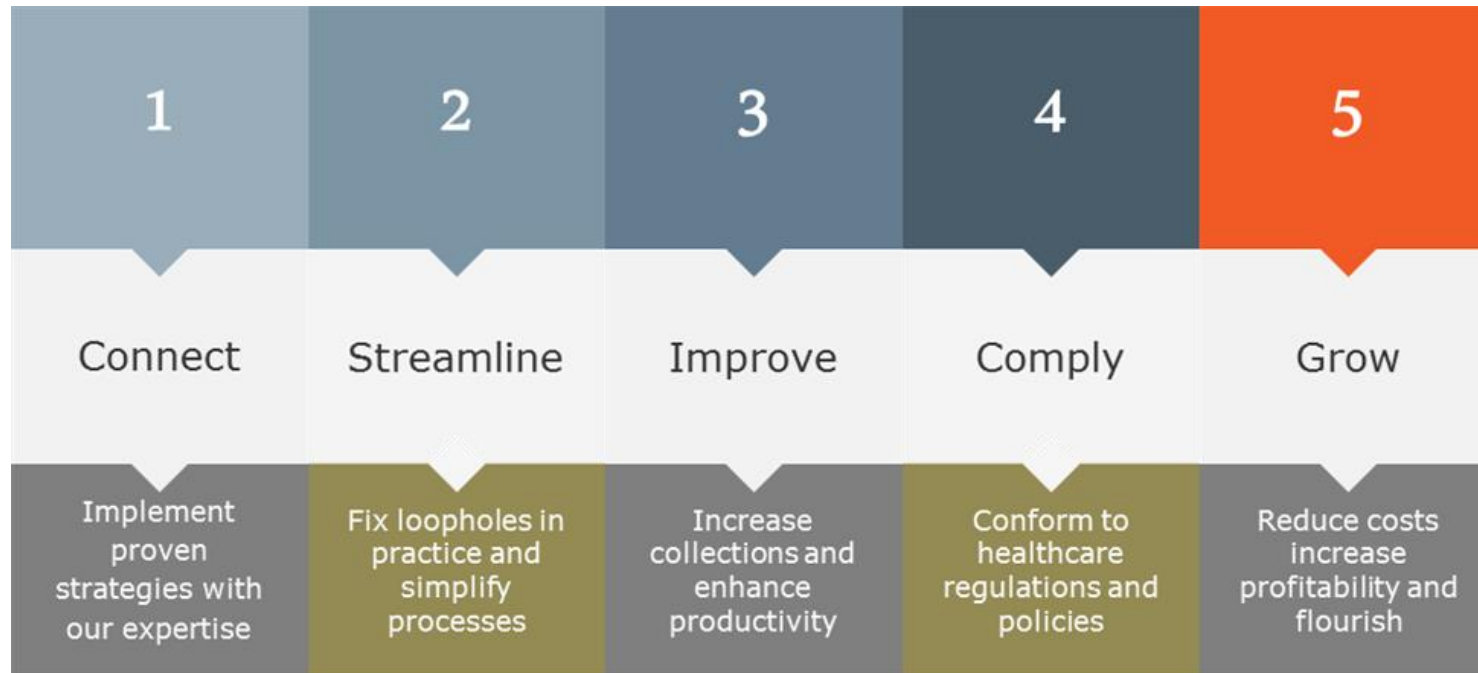 1
2
3
4
5
Connect
Streamline
Improve
Comply
Grow
Implement
proven
strategies with
our expertise
Fix loopholes in
practice and
simplify
processes
Increase
collections and
enhance
productivity
Conform to
healthcare
regulations and
policies
Reduce costs
increase
profitability and
flourish